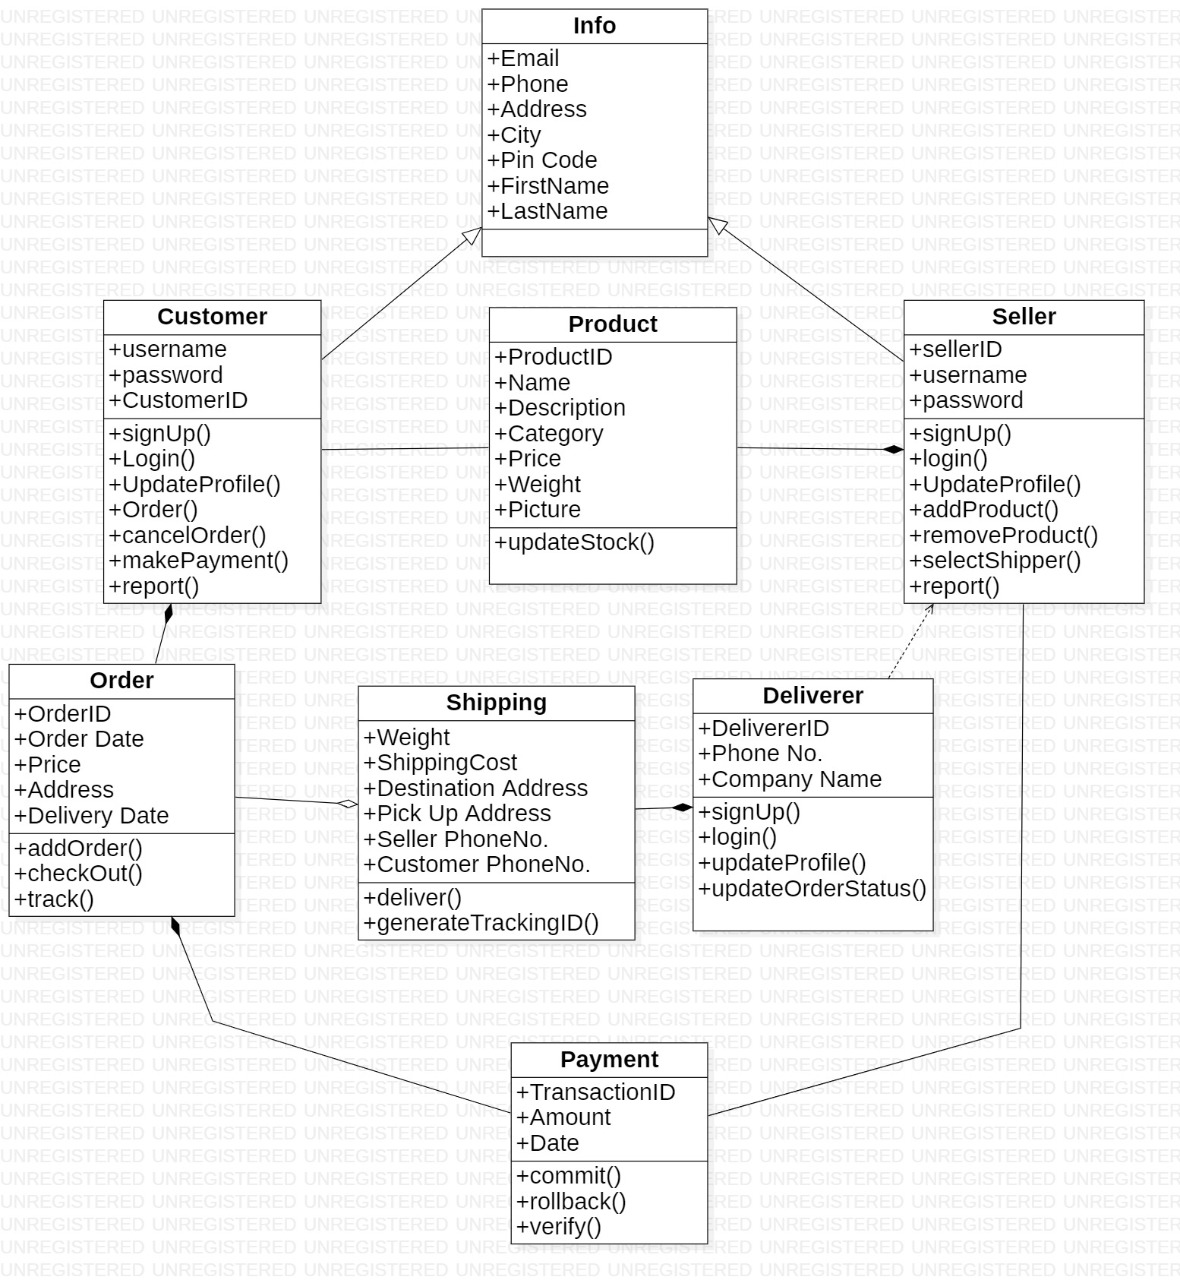 Info
+Email
+Phone
+Address
+City
+Pin Code
+FirstName
+LastName
Customer
+username
+password
+CustomerID
+signUp()
+Login()
+UpdateProfile()
+Order()
+cancelOrder()
+makePayment()
+report()
Product
+ProductID
+Name
+Description
+Category
+Price
+Weight
+Picture
+updateStock()
Seller
+sellerID
+username
+password
+signUp()
+login()
+UpdateProfile()
+addProduct()
+removeProduct()
+selectShipper()
+report()
Order
+OrderID
+Order Date
+Price
+Address
+Delivery Date
+addOrder()
+checkOut()
+track()
Shipping
+Weight
+ShippingCost
+Destination Address
+Pick Up Address
+Seller PhoneNo.
+Customer PhoneNo.
+deliver()
+generateTrackingID()
Deliverer
+DelivererID
+Phone No.
+Company Name
+signUp()
+login()
+updateProfile()
+updateOrderStatus()
Payment
+TransactionID
+Amount
+Date
+commit()
+rollback()
+verify()
UNREGISTERED